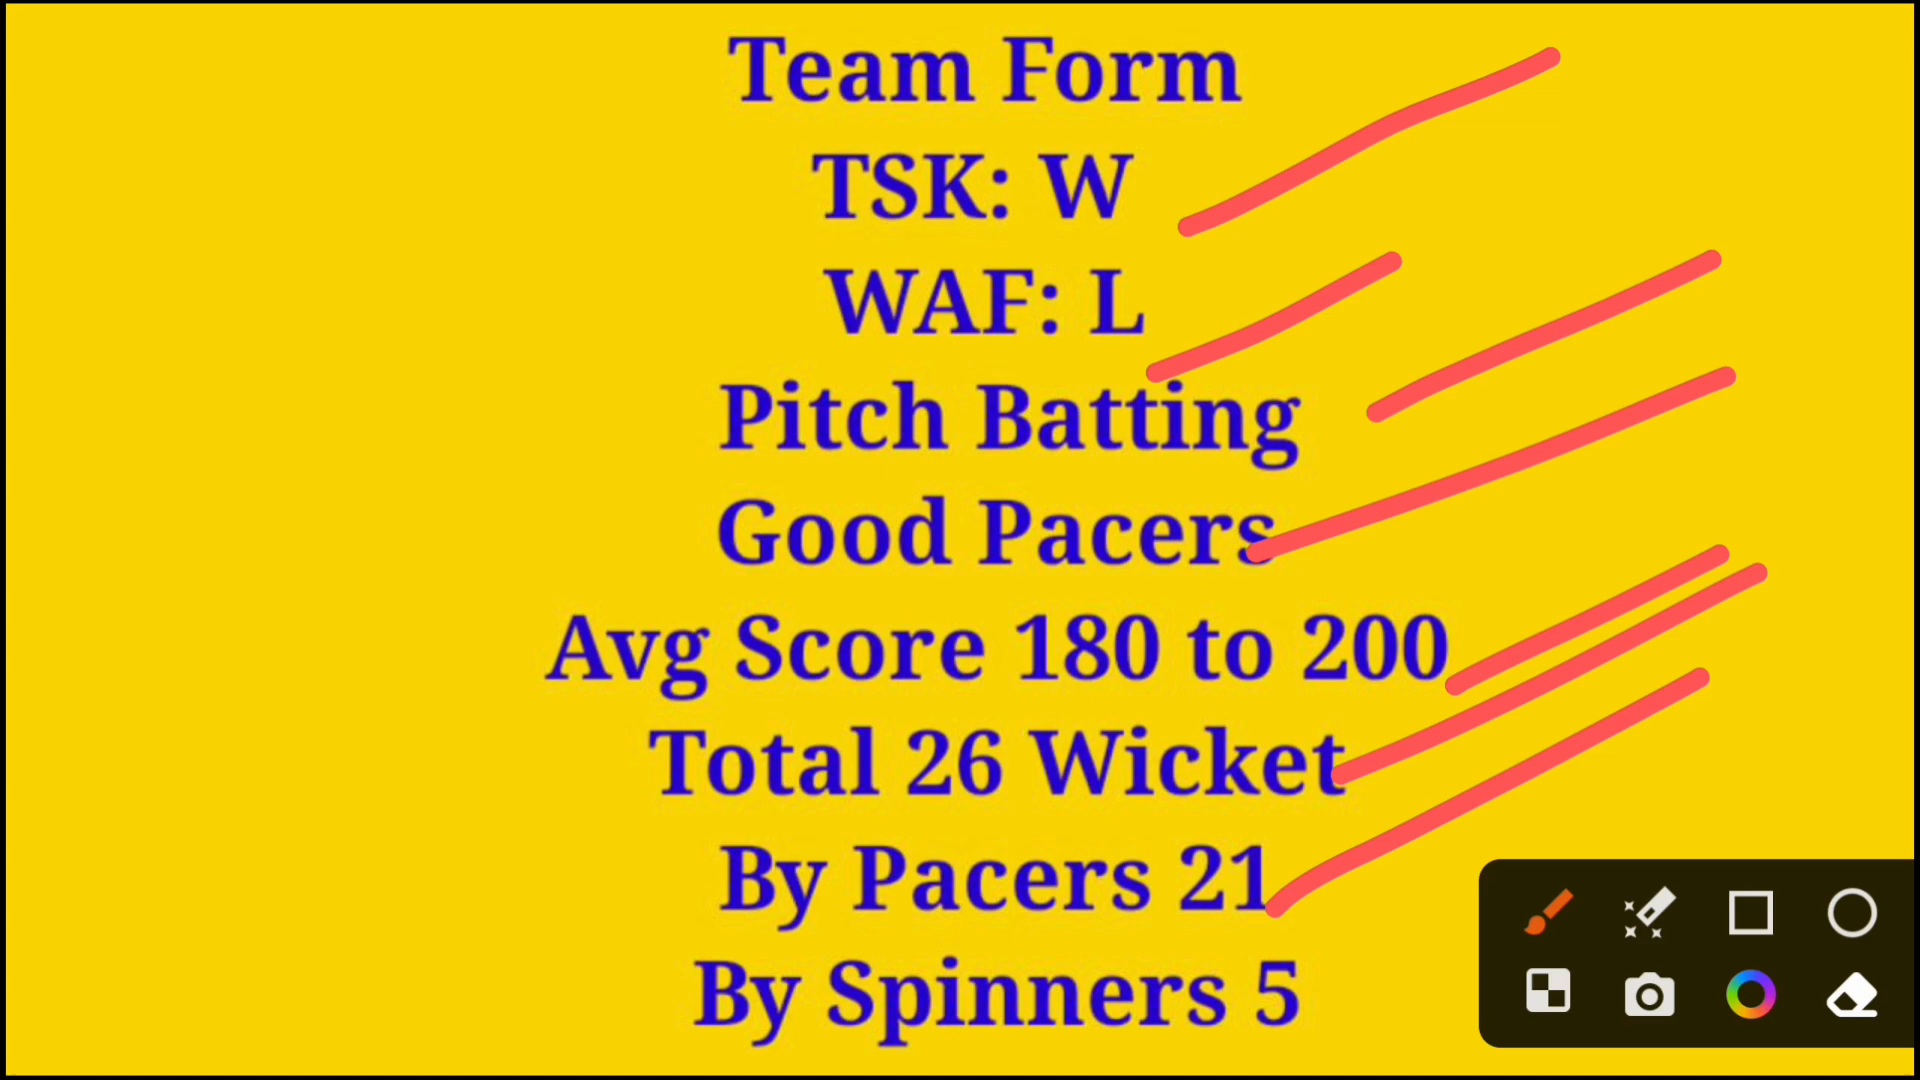 Team Form
TSK: W
WAF: L
Pitch Batting
Good Pacers
Avg Score 180 to 200
Total 26 Wicket
By Pacers 21
By Spinners 5